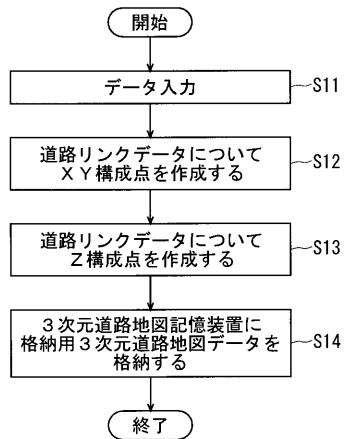 開始
データ入力
S11
道路リンクデータについて
ＸＹ構成点を作成する
S12
道路リンクデータについて
Ｚ構成点を作成する
S13
３次元道路地図記憶装置に
格納用３次元道路地図データを
格納する
S14
終了